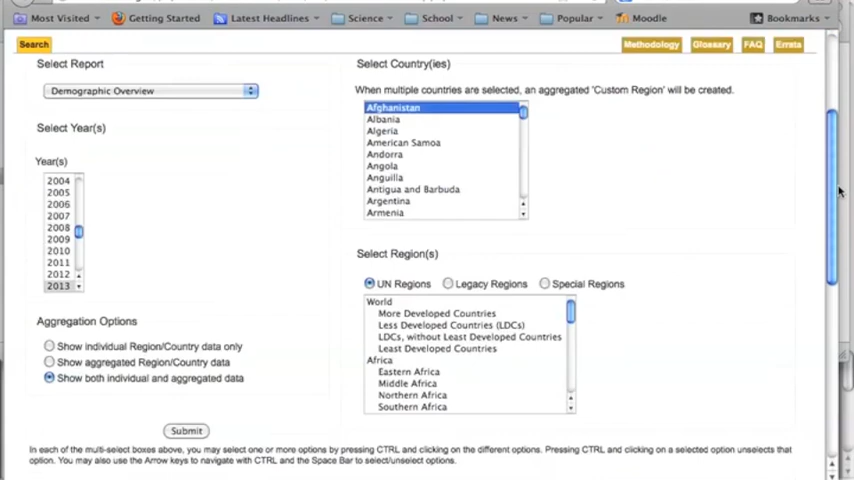 Most Visited Getting Started Latest Headlines Science School News Popular Moodle Bookmarks
Search
Methodology Glossary FAQ Errata
Select Report
Demographic Overview
Select Year(s)
Year(s)
2004
2005
2006
2007
2008
2009
2010
2011
2012
2013
Aggregation Options
Show individual Region/Country data only
Show aggregated Region/Country data
Show both individual and aggregated data
Submit
Select Country(ies)
When multiple countries are selected, an aggregated 'Custom Region' will be created.
Afghanistan
Albania
Algeria
American Samoa
Andorra
Angola
Anguilla
Antigua and Barbuda
Argentina
Armenia
Select Region(s)
UN Regions Legacy Regions Special Regions
World
More Developed Countries
Less Developed Countries (LDCs)
LDCs, without Least Developed Countries
Least Developed Countries
Africa
Eastern Africa
Middle Africa
Northern Africa
Southern Africa
In each of the multi-select boxes above, you may select one or more options by pressing CTRL and clicking on the different options. Pressing CTRL and clicking on a selected option unselects that
option. You may also use the Arrow keys to navigate with CTRL and the Space Bar to select/unselect options.